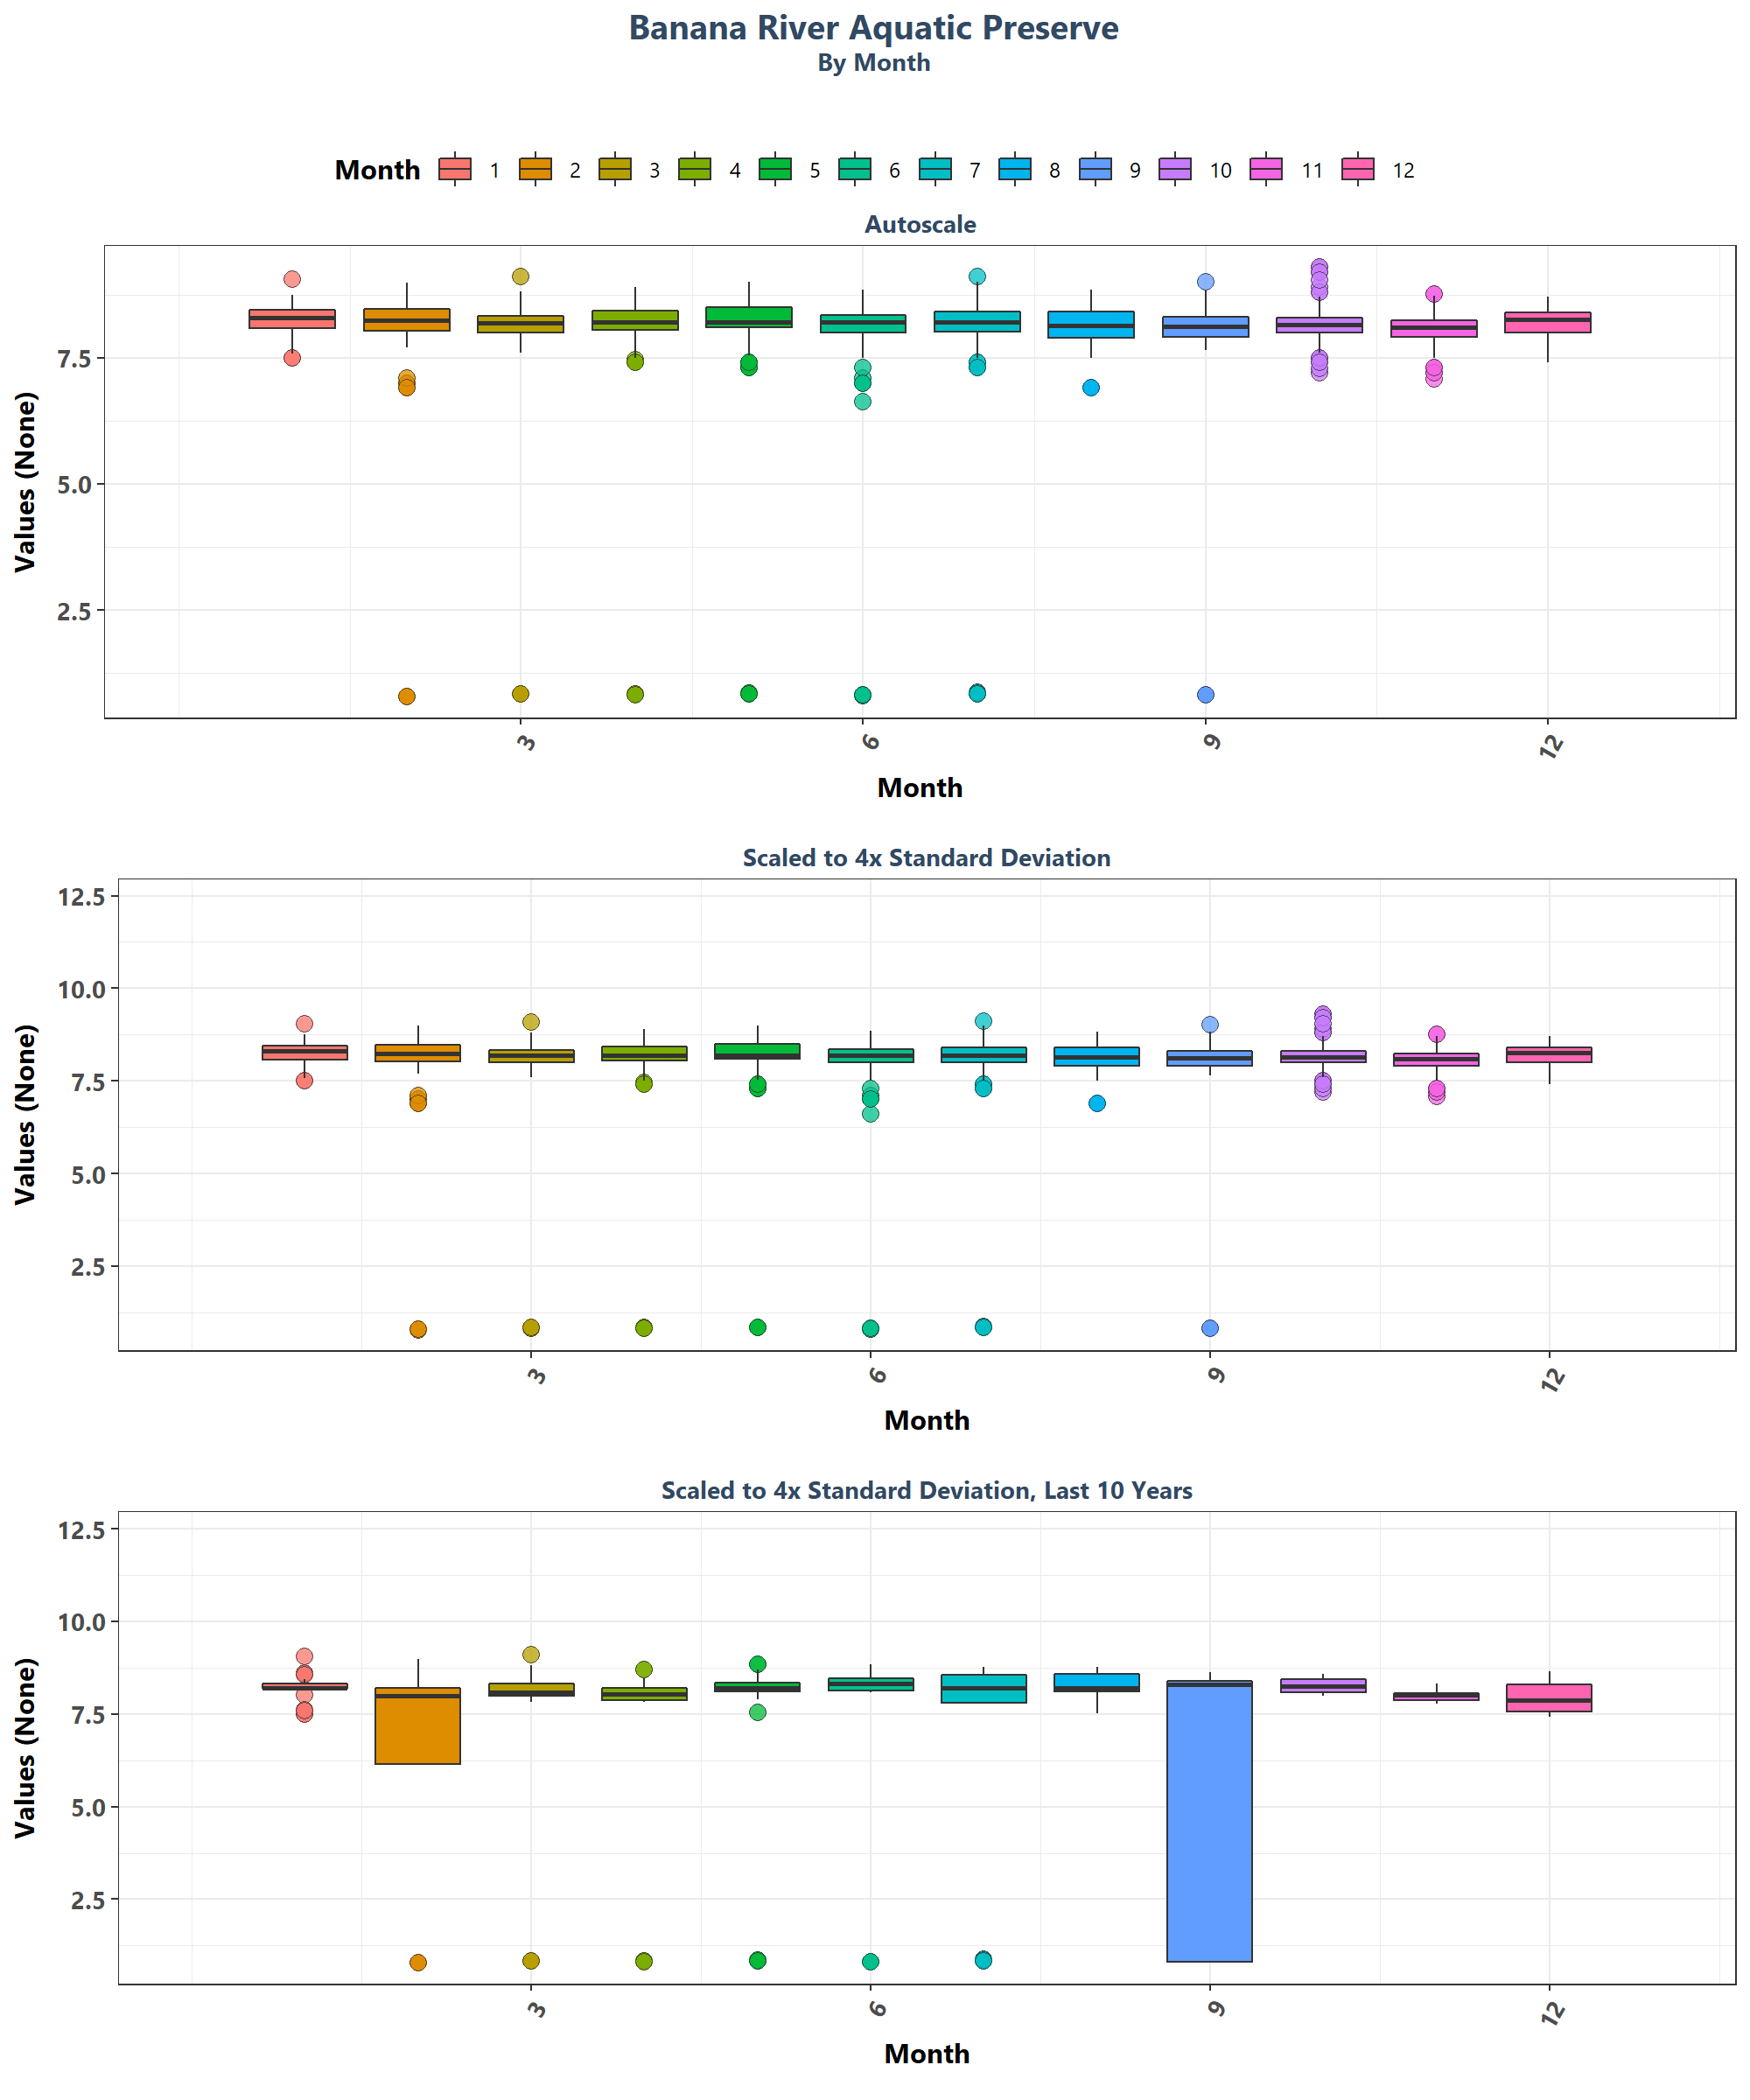 Banana River Aquatic Preserve
By Month
Month 1 2 3 4 5 6 7 8 9 10 11 12
Autoscale
Values (None)
7.5
5.0
2.5
3 6 9 12
Month
Scaled to 4x Standard Deviation
Values (None)
12.5
10.0
7.5
5.0
2.5
3 6 9 12
Month
Scaled to 4x Standard Deviation, Last 10 Years
Values (None)
12.5
10.0
7.5
5.0
2.5
3 6 9 12
Month